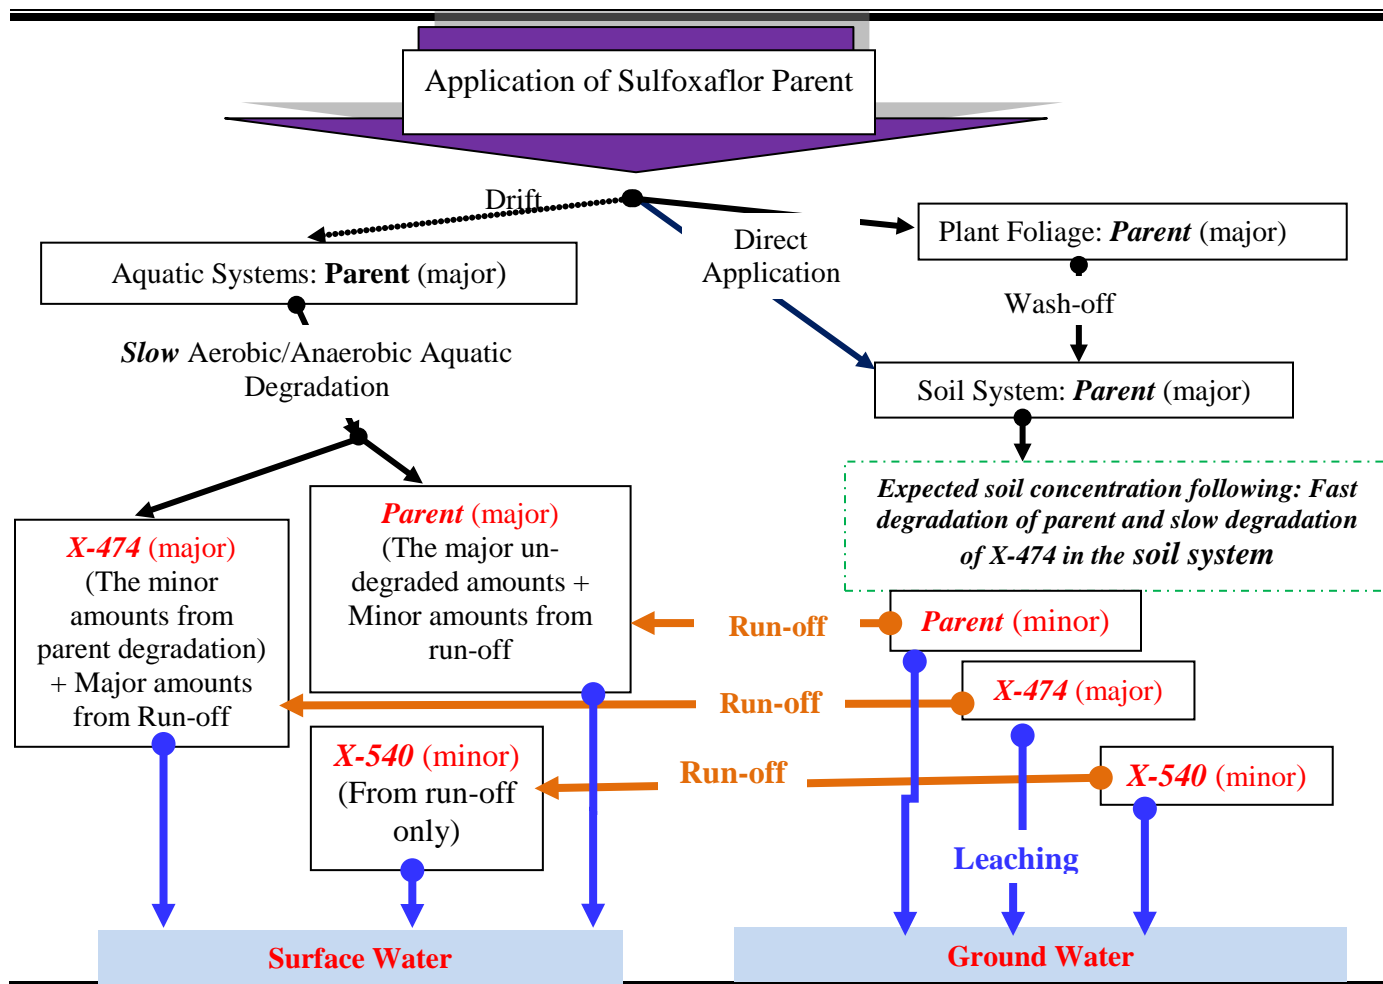 Application of Sulfoxaflor Parent
Drift
Direct
Application
Plant Foliage: Parent (major)
Aquatic Systems: Parent (major)
Wash-off
Slow Aerobic/Anaerobic Aquatic
Degradation
Soil System: Parent (major)
Expected soil concentration following: Fast
degradation of parent and slow degradation
of X-474 in the soil system
X-474 (major)
(The minor
amounts from
parent degradation)
+ Major amounts
from Run-off
Parent (major)
(The major un-
degraded amounts +
Minor amounts from
run-off
Run-off
Parent (minor)
Run-off
X-474 (major)
X-540 (minor)
(From run-off
only)
Run-off
X-540 (minor)
Leaching
Surface Water
Ground Water